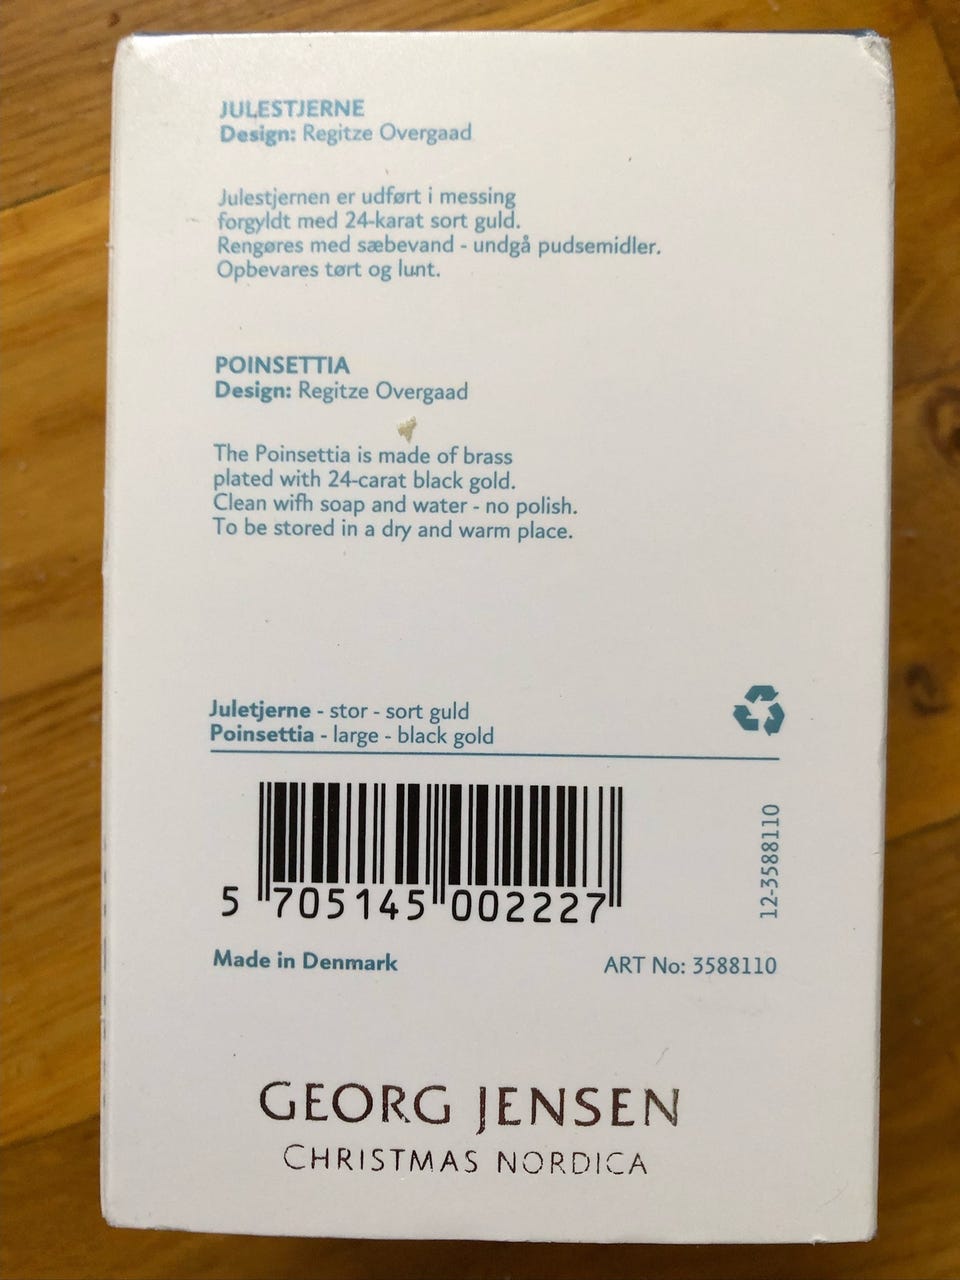 JULESTJERNE
Design: Regitze Overgaad
Julestjernen er udført i messing
forgyldt med 24-karat sort guld.
Rengøres med sæbevand - undgå pudsemidler.
Opbevares tørt og lunt.
POINSETTIA
Design: Regitze Overgaad
The Poinsettia is made of brass
plated with 24-carat black gold.
Clean wifh soap and water - no polish.
To be stored in a dry and warm place.
Juletjerne - stor - sort guld
Poinsettia - large - black gold
5 705145 002227
12-3588110
Made in Denmark
ART No: 3588110
GEORG JENSEN
CHRISTMAS NORDICA